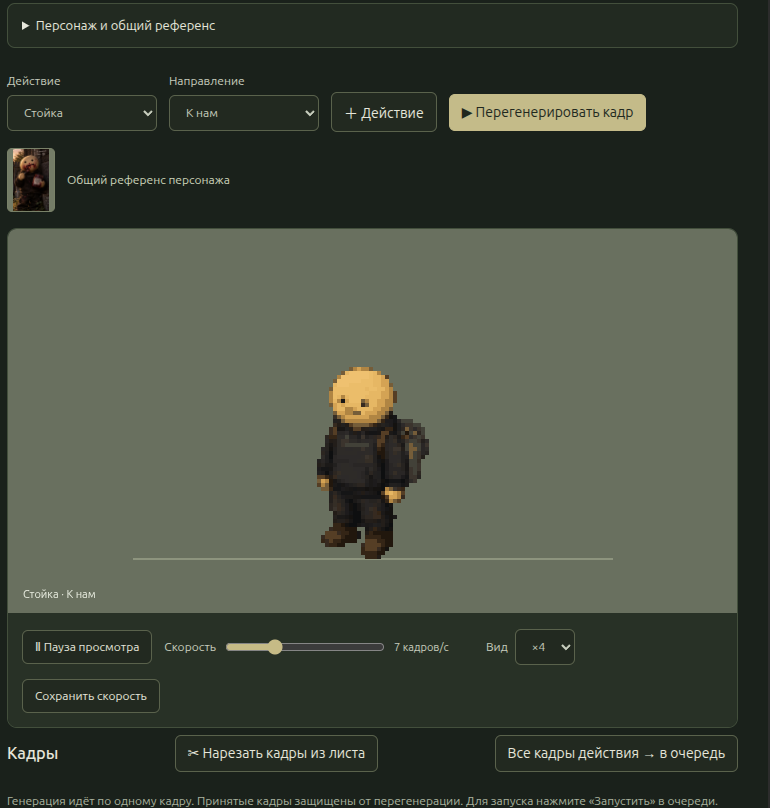 ▶ Персонаж и общий референс
Действие Направление
Стойка К нам + Действие ▶ Перегенерировать кадр
Общий референс персонажа
Стойка · К нам
⏸ Пауза просмотра Скорость 7 кадров/с Вид ×4
Сохранить скорость
Кадры ✂ Нарезать кадры из листа Все кадры действия → в очередь
Генерация идёт по одному кадру. Принятые кадры защищены от перегенерации. Для запуска нажмите «Запустить» в очереди.